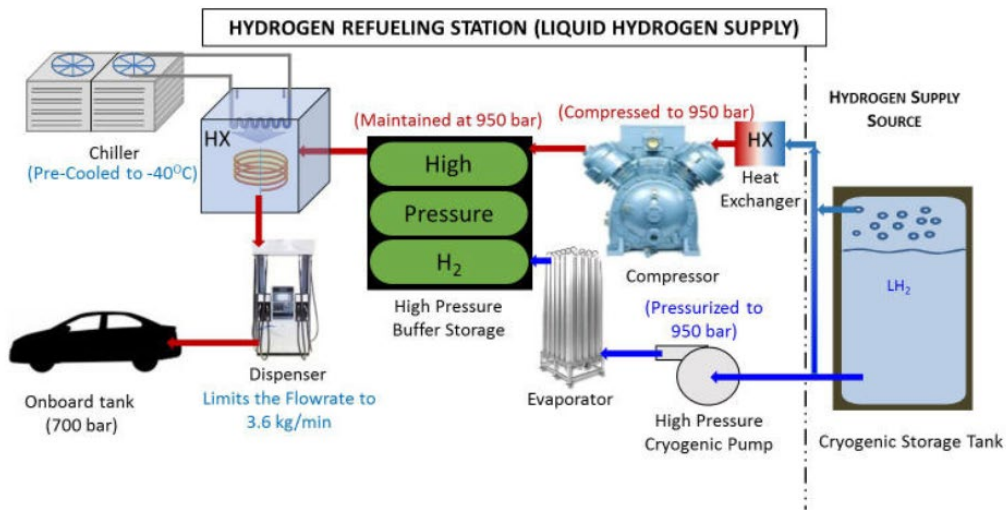 HYDROGEN REFUELING STATION (LIQUID HYDROGEN SUPPLY)
HYDROGEN SUPPLY
SOURCE
Chiller
(Pre-Cooled to -40⁰C)
HX
(Maintained at 950 bar)
High
Pressure
H₂
High Pressure
Buffer Storage
(Compressed to 950 bar)
Compressor
HX
Heat
Exchanger
LH₂
Cryogenic Storage Tank
(Pressurized to
950 bar)
High Pressure
Cryogenic Pump
Evaporator
Dispenser
Limits the Flowrate to
3.6 kg/min
Onboard tank
(700 bar)